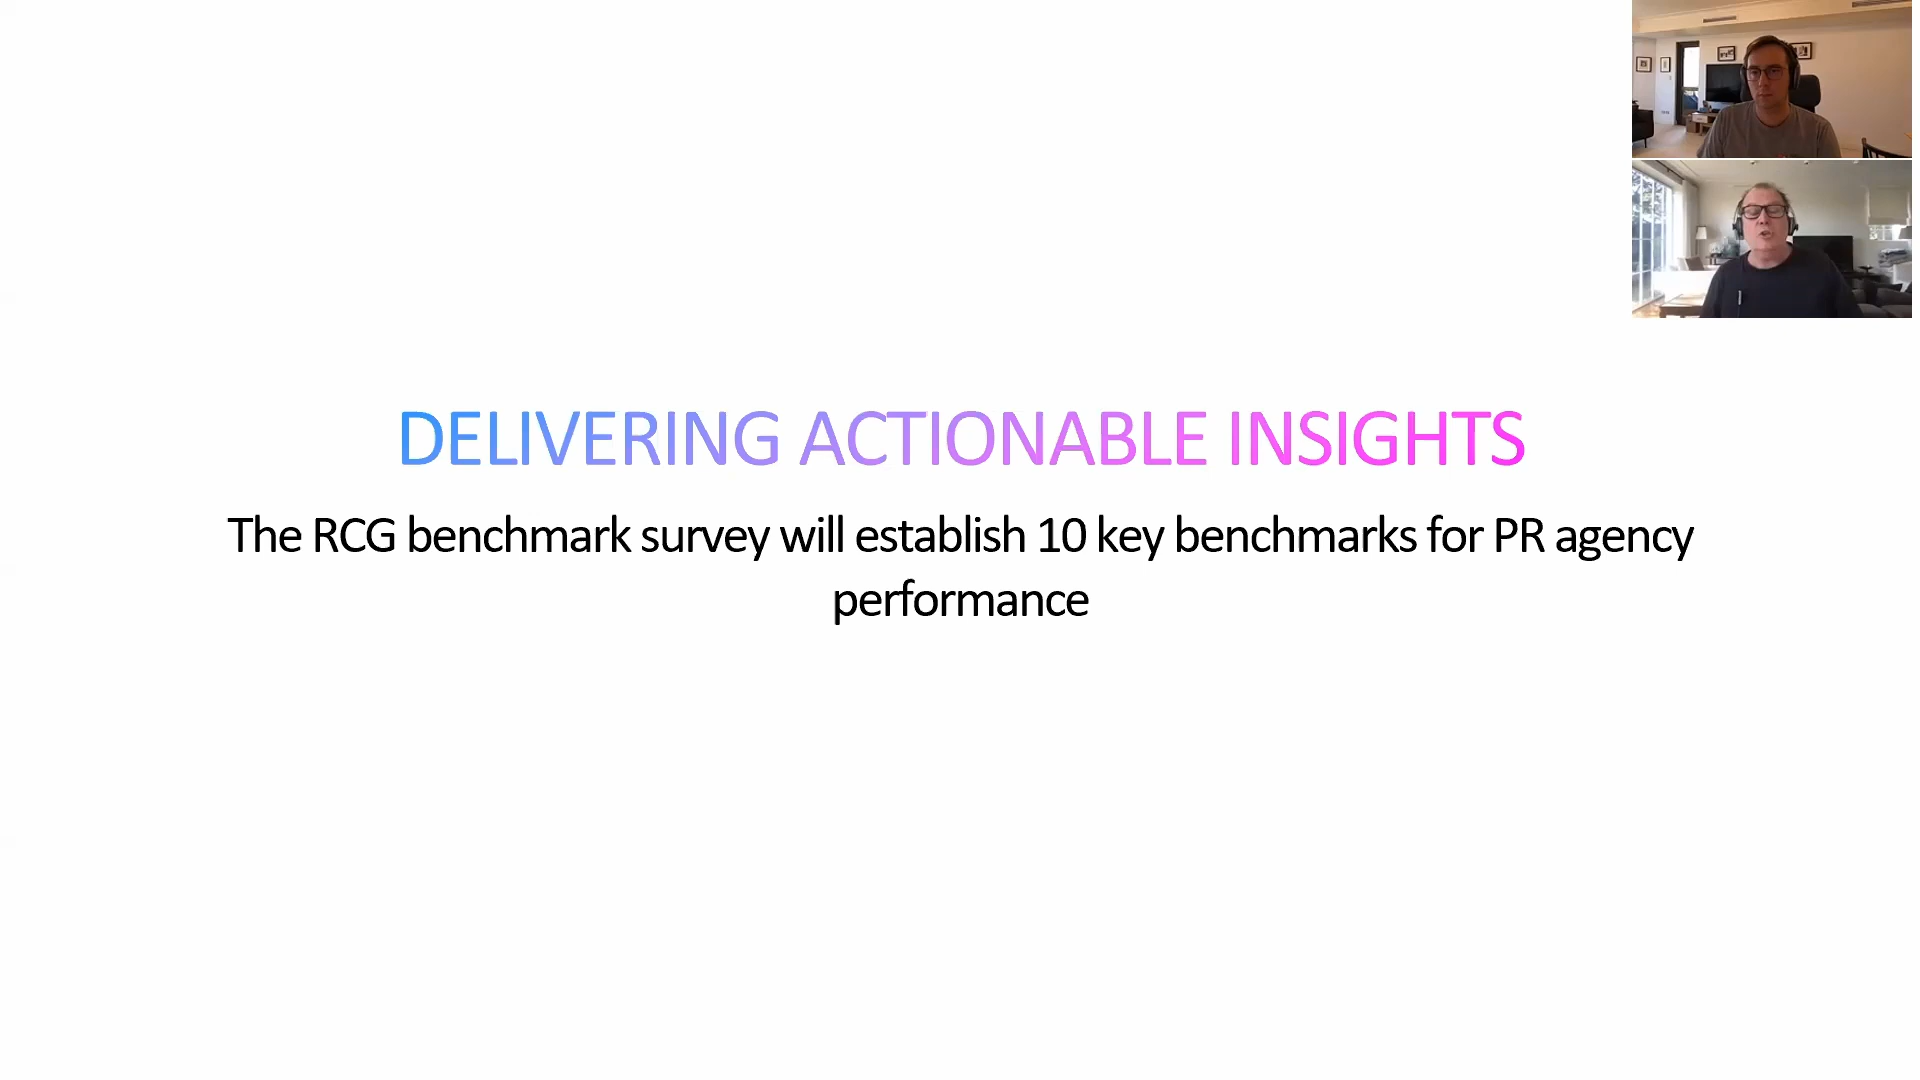 DELIVERING ACTIONABLE INSIGHTS
The RCG benchmark survey will establish 10 key benchmarks for PR agency
performance